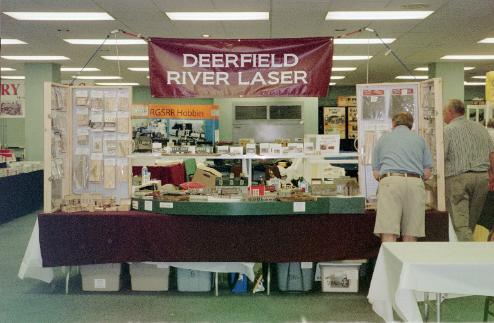 DEERFIELD
RIVER LASER
RGSRR Hobbies
RY